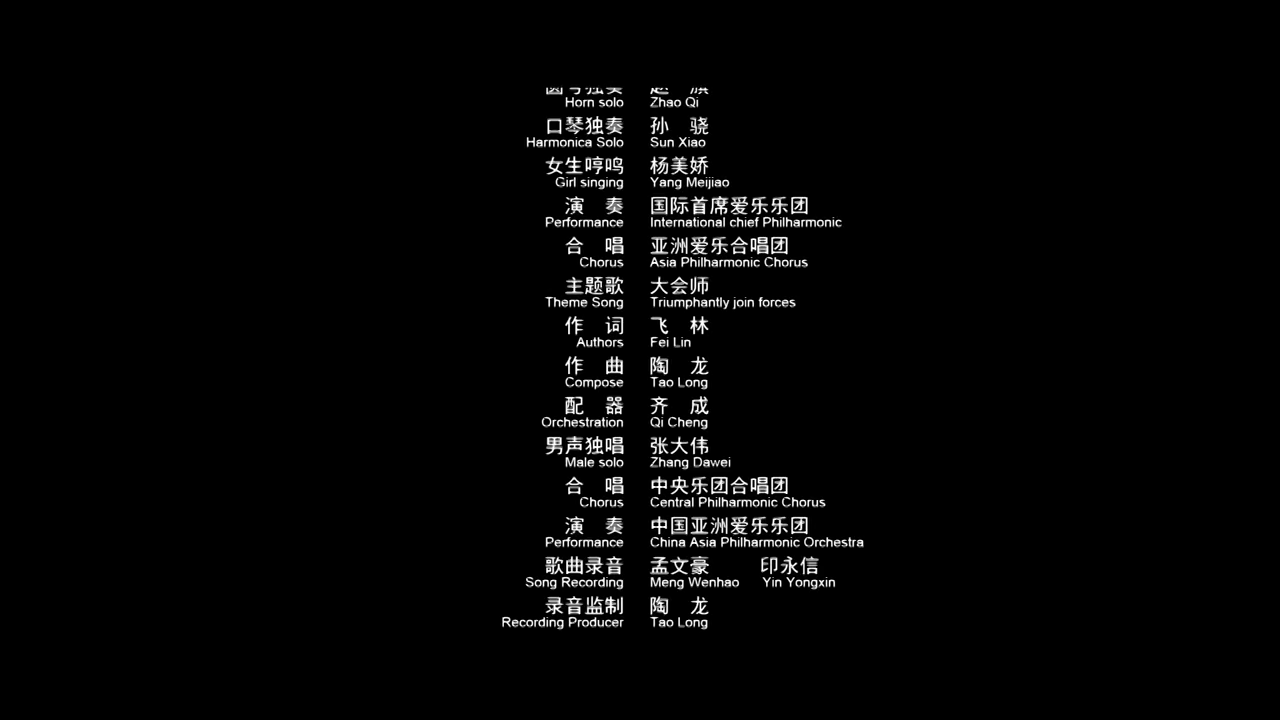 Horn solo Zhao Qi
口琴独奏 孙 骁
Harmonica Solo Sun Xiao
女生哼鸣 杨美娇
Girl singing Yang Meijiao
演 奏 国际首席爱乐乐团
Performance International chief Philharmonic
合 唱 亚洲爱乐合唱团
Chorus Asia Philharmonic Chorus
主题歌 大会师
Theme Song Triumphantly join forces
作 词 飞 林
Authors Fei Lin
作 曲 陶 龙
Compose Tao Long
配 器 齐 成
Orchestration Qi Cheng
男声独唱 张大伟
Male solo Zhang Dawei
合 唱 中央乐团合唱团
Chorus Central Philharmonic Chorus
演 奏 中国亚洲爱乐乐团
Performance China Asia Philharmonic Orchestra
歌曲录音 孟文豪 印永信
Song Recording Meng Wenhao Yin Yongxin
录音监制 陶 龙
Recording Producer Tao Long